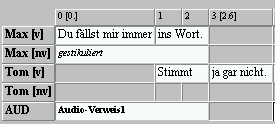 0 [0.] 1 2 3 [2.6]
Max [v] Du fällst mir immer ins Wort.
Max [nv] gestikuliert
Tom [v] Stimmt ja gar nicht.
Tom [nv]
AUD Audio-Verweis1